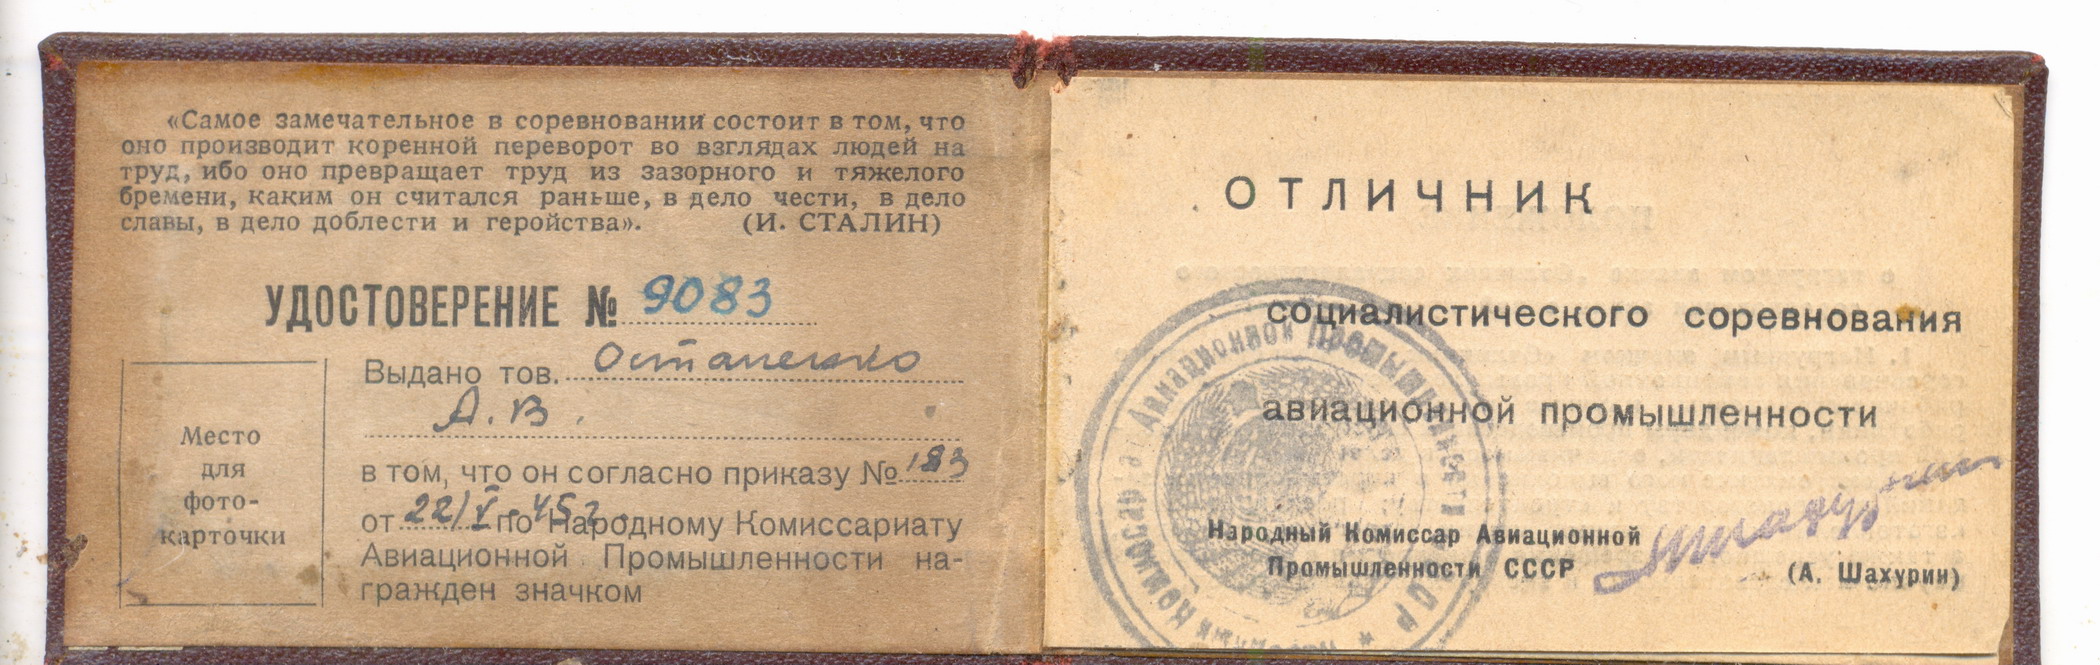 «Самое замечательное в соревновании состоит в том, что
оно производит коренной переворот во взглядах людей на
труд, ибо оно превращает труд из зазорного и тяжелого
бремени, каким он считался раньше, в дело чести, в дело
славы, в дело доблести и геройства». (И. СТАЛИН)
УДОСТОВЕРЕНИЕ № 9083
Выдано тов. Остапенко
А. В.
Место
для
фото-
карточки
в том, что он согласно приказу № 183
от 22/V-45 г. по Народному Комиссариату
Авиационной Промышленности на-
гражден значком
ОТЛИЧНИК
социалистического соревнования
авиационной промышленности
Народный Комиссар Авиационной
Промышленности СССР
(А. Шахурин)
Авиационной Промышленности